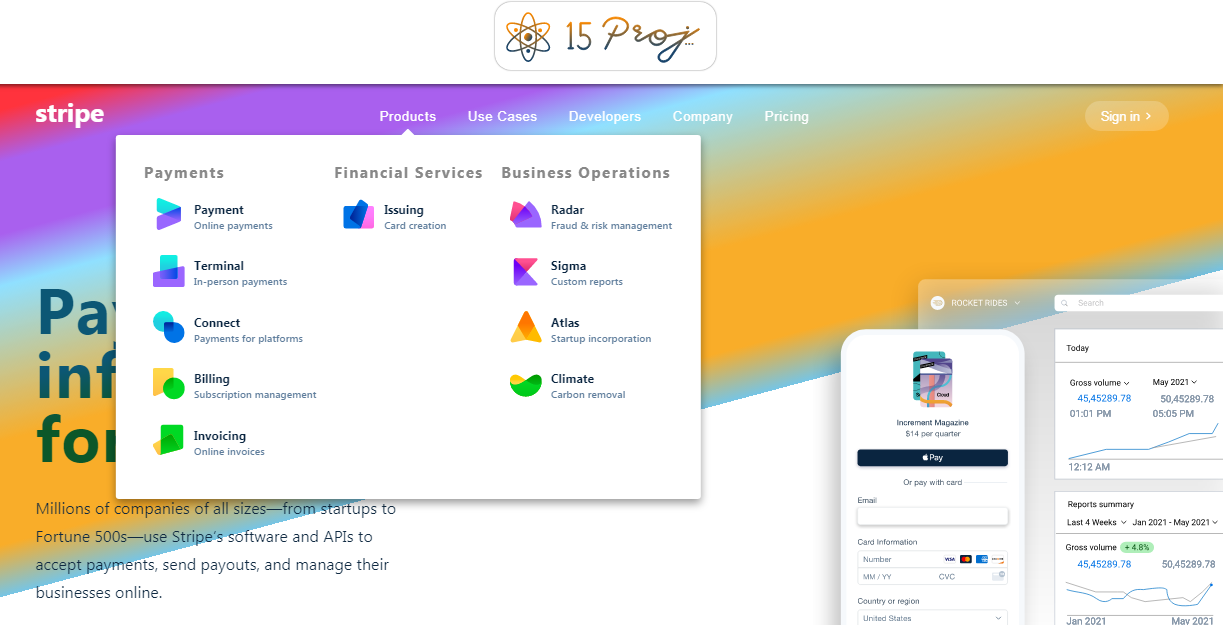 15 Proj...
stripe
Products Use Cases Developers Company Pricing
Sign in
Payments
Payment
Online payments
Terminal
In-person payments
Connect
Payments for platforms
Billing
Subscription management
Invoicing
Online invoices
Financial Services
Issuing
Card creation
Business Operations
Radar
Fraud & risk management
Sigma
Custom reports
Atlas
Startup incorporation
Climate
Carbon removal
Pay
inf
for
Millions of companies of all sizes—from startups to
Fortune 500s—use Stripe's software and APIs to
accept payments, send payouts, and manage their
businesses online.
ROCKET RIDES
Search
Increment Magazine
$14 per quarter
Pay
Or pay with card
Email
Card Information
Number VISA
MM / YY CVC
Country or region
United States
Today
Gross volume May 2021
45,45289.78 50,45289.78
01:01 PM 05:05 PM
12:12 AM
Reports summary
Last 4 Weeks Jan 2021 - May 2021
Gross volume + 4.8%
45,45289.78 50,45289.78
Jan 2021 May 2021